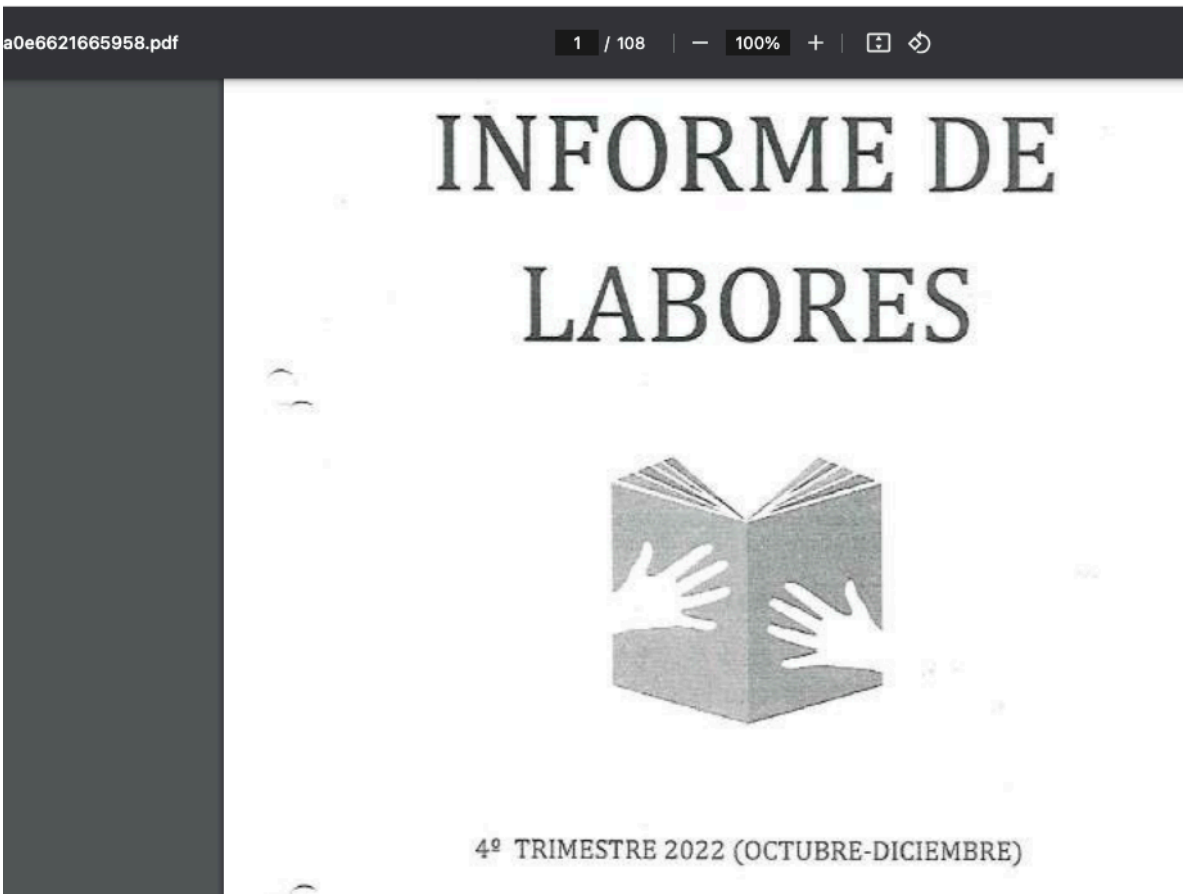 a0e6621665958.pdf
1 / 108
100%
INFORME DE
LABORES
4º TRIMESTRE 2022 (OCTUBRE-DICIEMBRE)